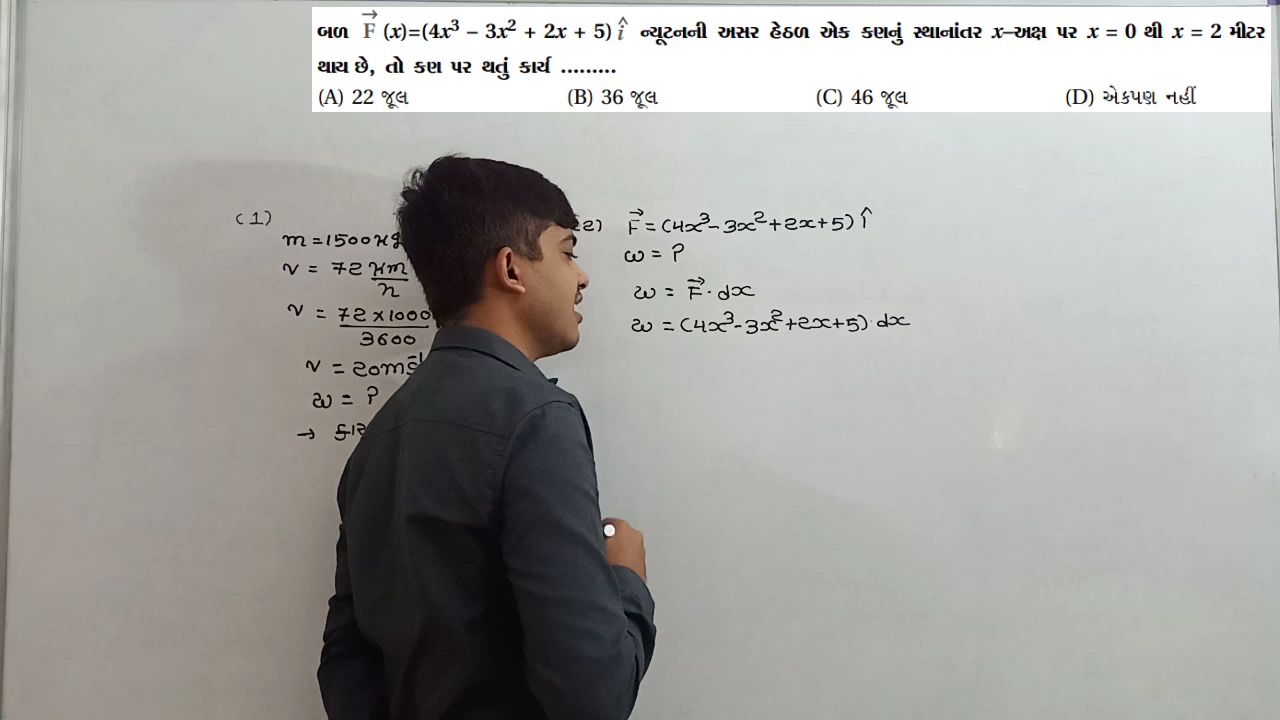 બળ F⃗ (x)=(4x³ − 3x² + 2x + 5) î ન્યૂટનની અસર હેઠળ એક કણનું સ્થાનાંતર x–અક્ષ પર x = 0 થી x = 2 મીટર
થાય છે, તો કણ પર થતું કાર્ય .........
(A) 22 જૂલ (B) 36 જૂલ (C) 46 જૂલ (D) એકપણ નહીં
(1)
m = 1500 kg
v = 72 km/h
v = 72 × 1000 / 3600
v = 20
ω = ?
→
F⃗ = (4x³ - 3x² + 2x + 5) î
ω = ?
ω = F⃗ · dx
ω = (4x³ - 3x² + 2x + 5) · dx